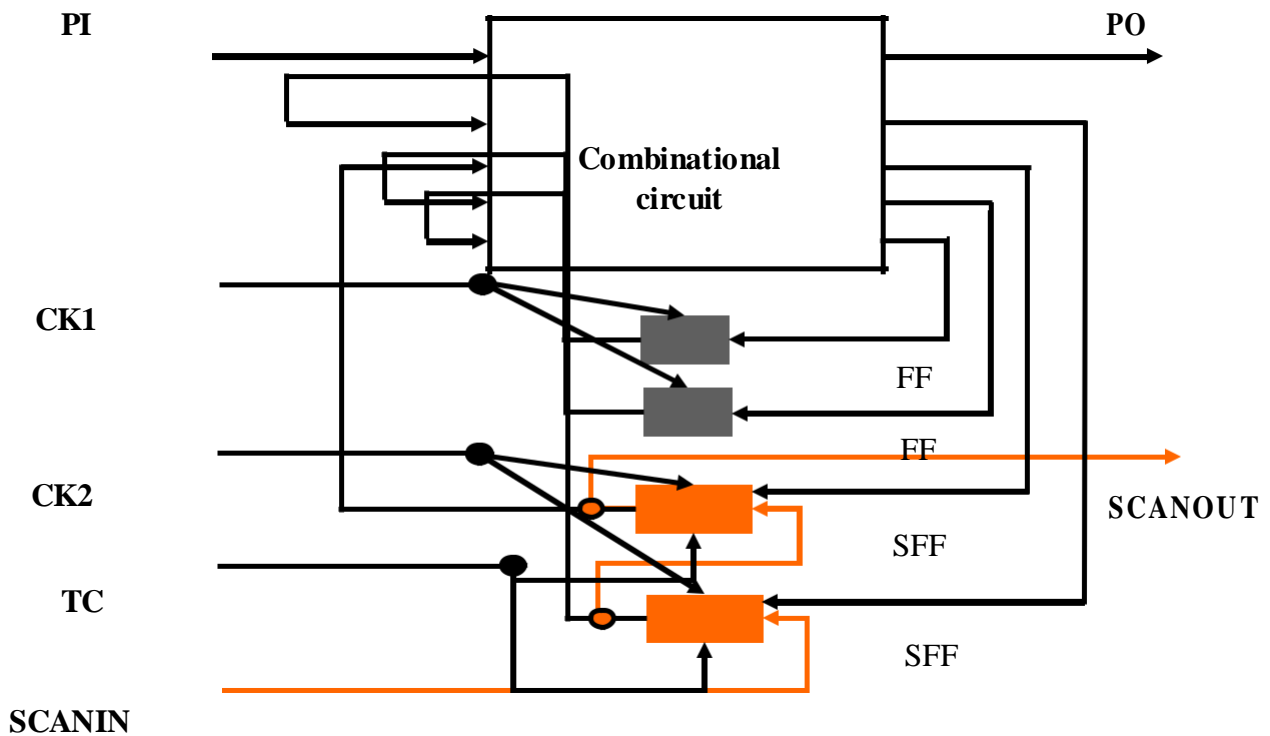 PI
PO
Combinational
circuit
CK1
FF
FF
CK2
SCANOUT
SFF
TC
SFF
SCANIN